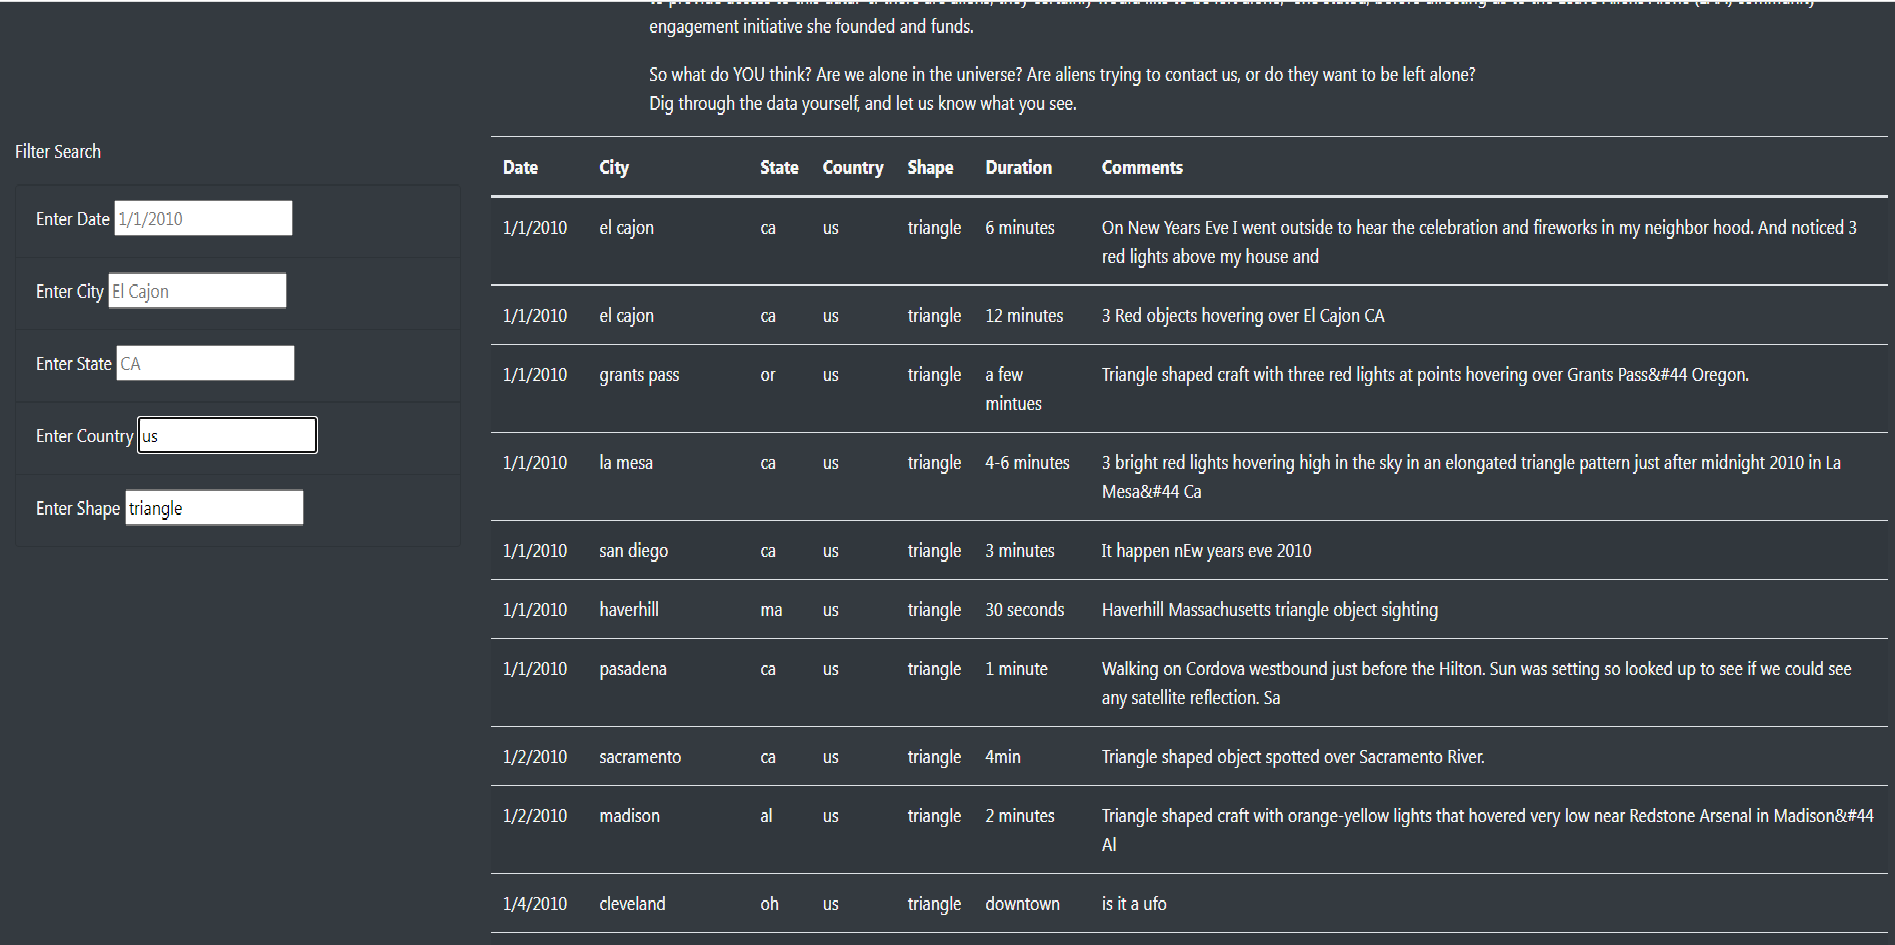 engagement initiative she founded and funds.
So what do YOU think? Are we alone in the universe? Are aliens trying to contact us, or do they want to be left alone?
Dig through the data yourself, and let us know what you see.
Filter Search
Enter Date 1/1/2010
Enter City El Cajon
Enter State CA
Enter Country us
Enter Shape triangle
Date City State Country Shape Duration Comments
1/1/2010 el cajon ca us triangle 6 minutes On New Years Eve I went outside to hear the celebration and fireworks in my neighbor hood. And noticed 3
red lights above my house and
1/1/2010 el cajon ca us triangle 12 minutes 3 Red objects hovering over El Cajon CA
1/1/2010 grants pass or us triangle a few Triangle shaped craft with three red lights at points hovering over Grants Pass&#44 Oregon.
mintues
1/1/2010 la mesa ca us triangle 4-6 minutes 3 bright red lights hovering high in the sky in an elongated triangle pattern just after midnight 2010 in La
Mesa&#44 Ca
1/1/2010 san diego ca us triangle 3 minutes It happen nEw years eve 2010
1/1/2010 haverhill ma us triangle 30 seconds Haverhill Massachusetts triangle object sighting
1/1/2010 pasadena ca us triangle 1 minute Walking on Cordova westbound just before the Hilton. Sun was setting so looked up to see if we could see
any satellite reflection. Sa
1/2/2010 sacramento ca us triangle 4min Triangle shaped object spotted over Sacramento River.
1/2/2010 madison al us triangle 2 minutes Triangle shaped craft with orange-yellow lights that hovered very low near Redstone Arsenal in Madison&#44
Al
1/4/2010 cleveland oh us triangle downtown is it a ufo